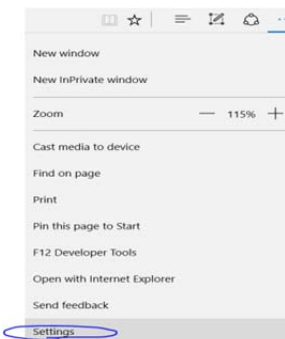 New window
New InPrivate window
Zoom — 115% +
Cast media to device
Find on page
Print
Pin this page to Start
F12 Developer Tools
Open with Internet Explorer
Send feedback
Settings